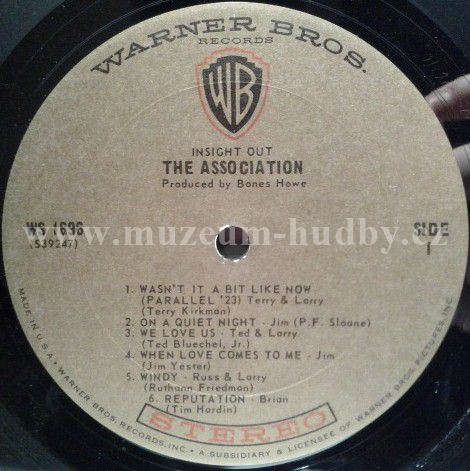 WARNER BROS.
RECORDS
WB
INSIGHT OUT
THE ASSOCIATION
Produced by Bones Howe
WS 1696
(S39247)
SIDE
1
www.muzeum-hudby.cz
1. WASN'T IT A BIT LIKE NOW
(PARALLEL '23) Terry & Larry
(Terry Kirkman)
2. ON A QUIET NIGHT - Jim (P.F. Sloane)
3. WE LOVE US - Ted & Larry
(Ted Bluechel, Jr.)
4. WHEN LOVE COMES TO ME - Jim
(Jim Yester)
5. WINDY - Russ & Larry
(Ruthann Friedman)
6. REPUTATION - Brian
(Tim Hardin)
STEREO
MADE IN U.S.A. • WARNER BROS. RECORDS, INC. • A SUBSIDIARY & LICENSEE OF WARNER BROS. PICTURES, INC.